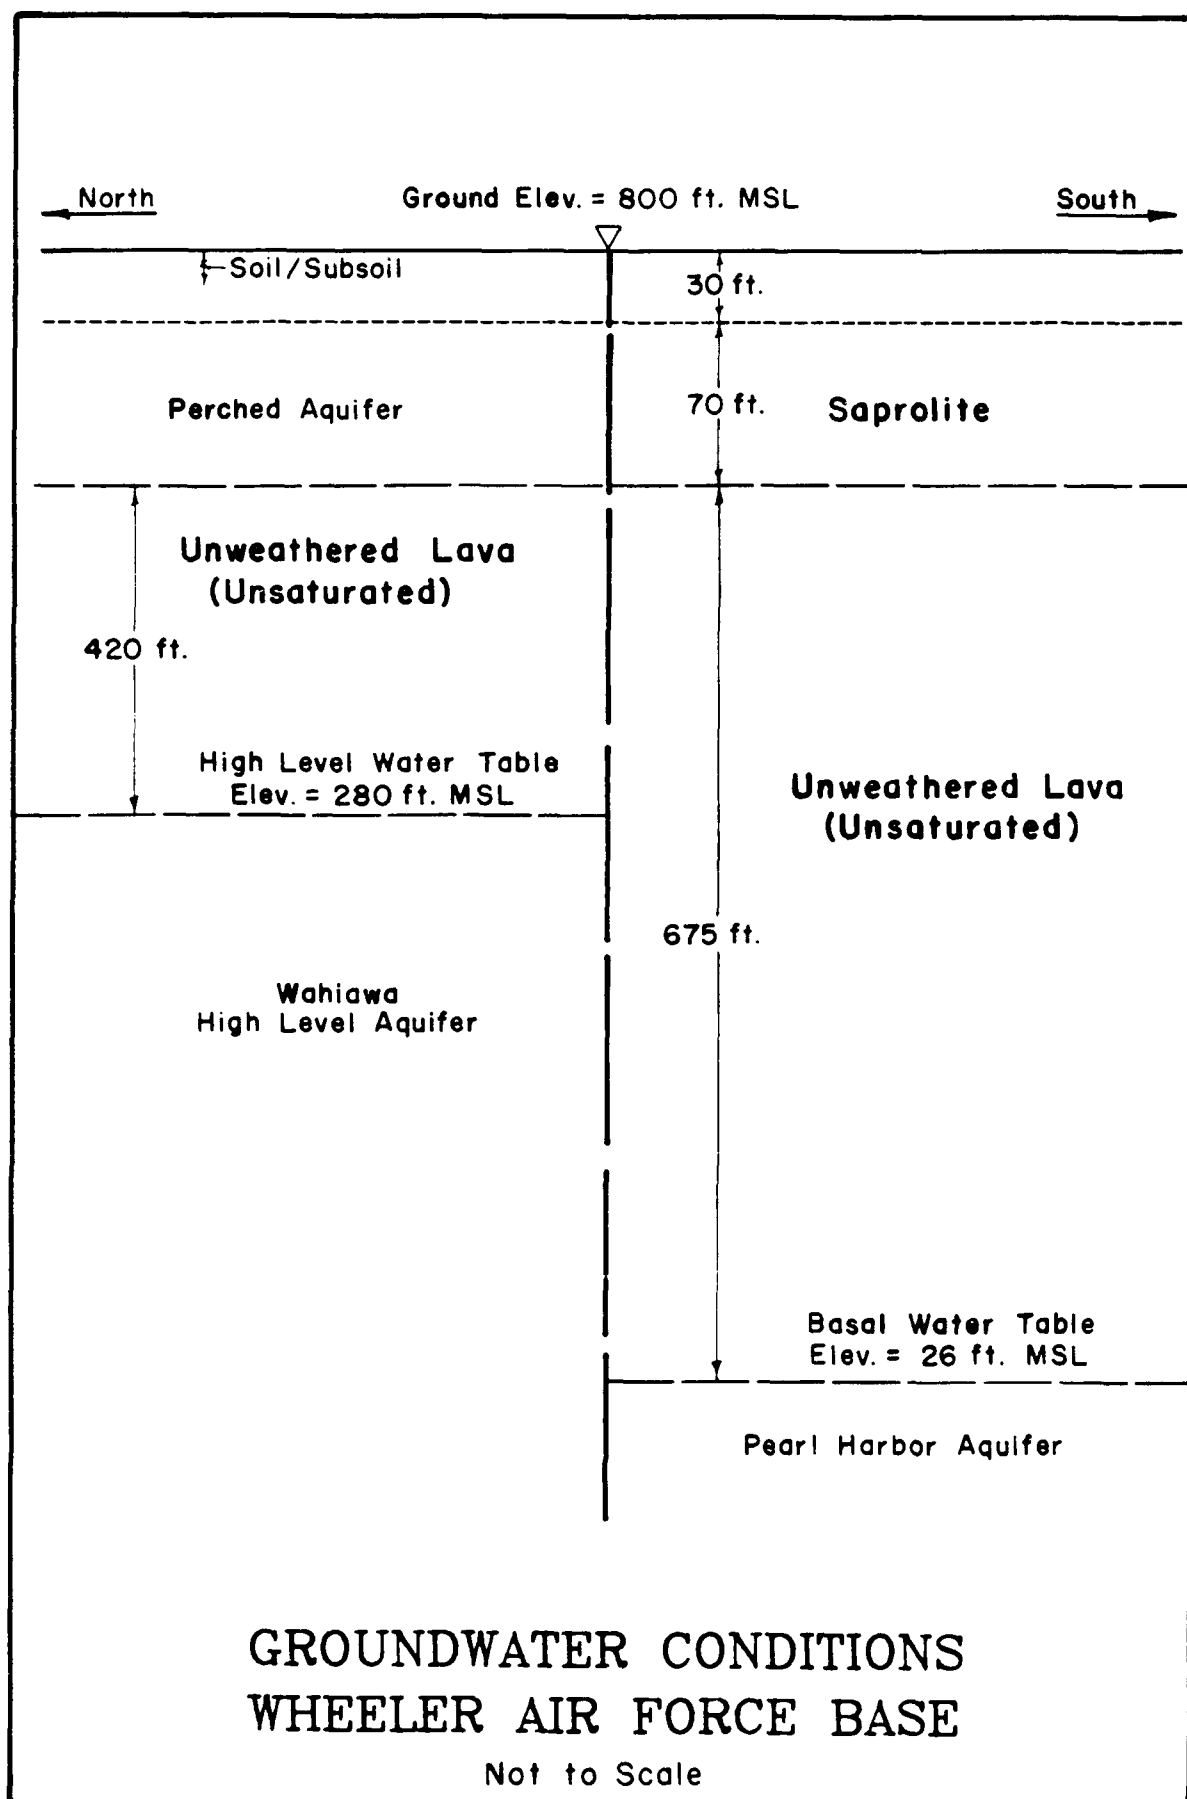 North
Ground Elev. = 800 ft. MSL
South
Soil/Subsoil
30 ft.
Perched Aquifer
70 ft.
Saprolite
Unweathered Lava
(Unsaturated)
420 ft.
High Level Water Table
Elev. = 280 ft. MSL
Unweathered Lava
(Unsaturated)
675 ft.
Wahiawa
High Level Aquifer
Basal Water Table
Elev. = 26 ft. MSL
Pearl Harbor Aquifer
GROUNDWATER CONDITIONS
WHEELER AIR FORCE BASE
Not to Scale